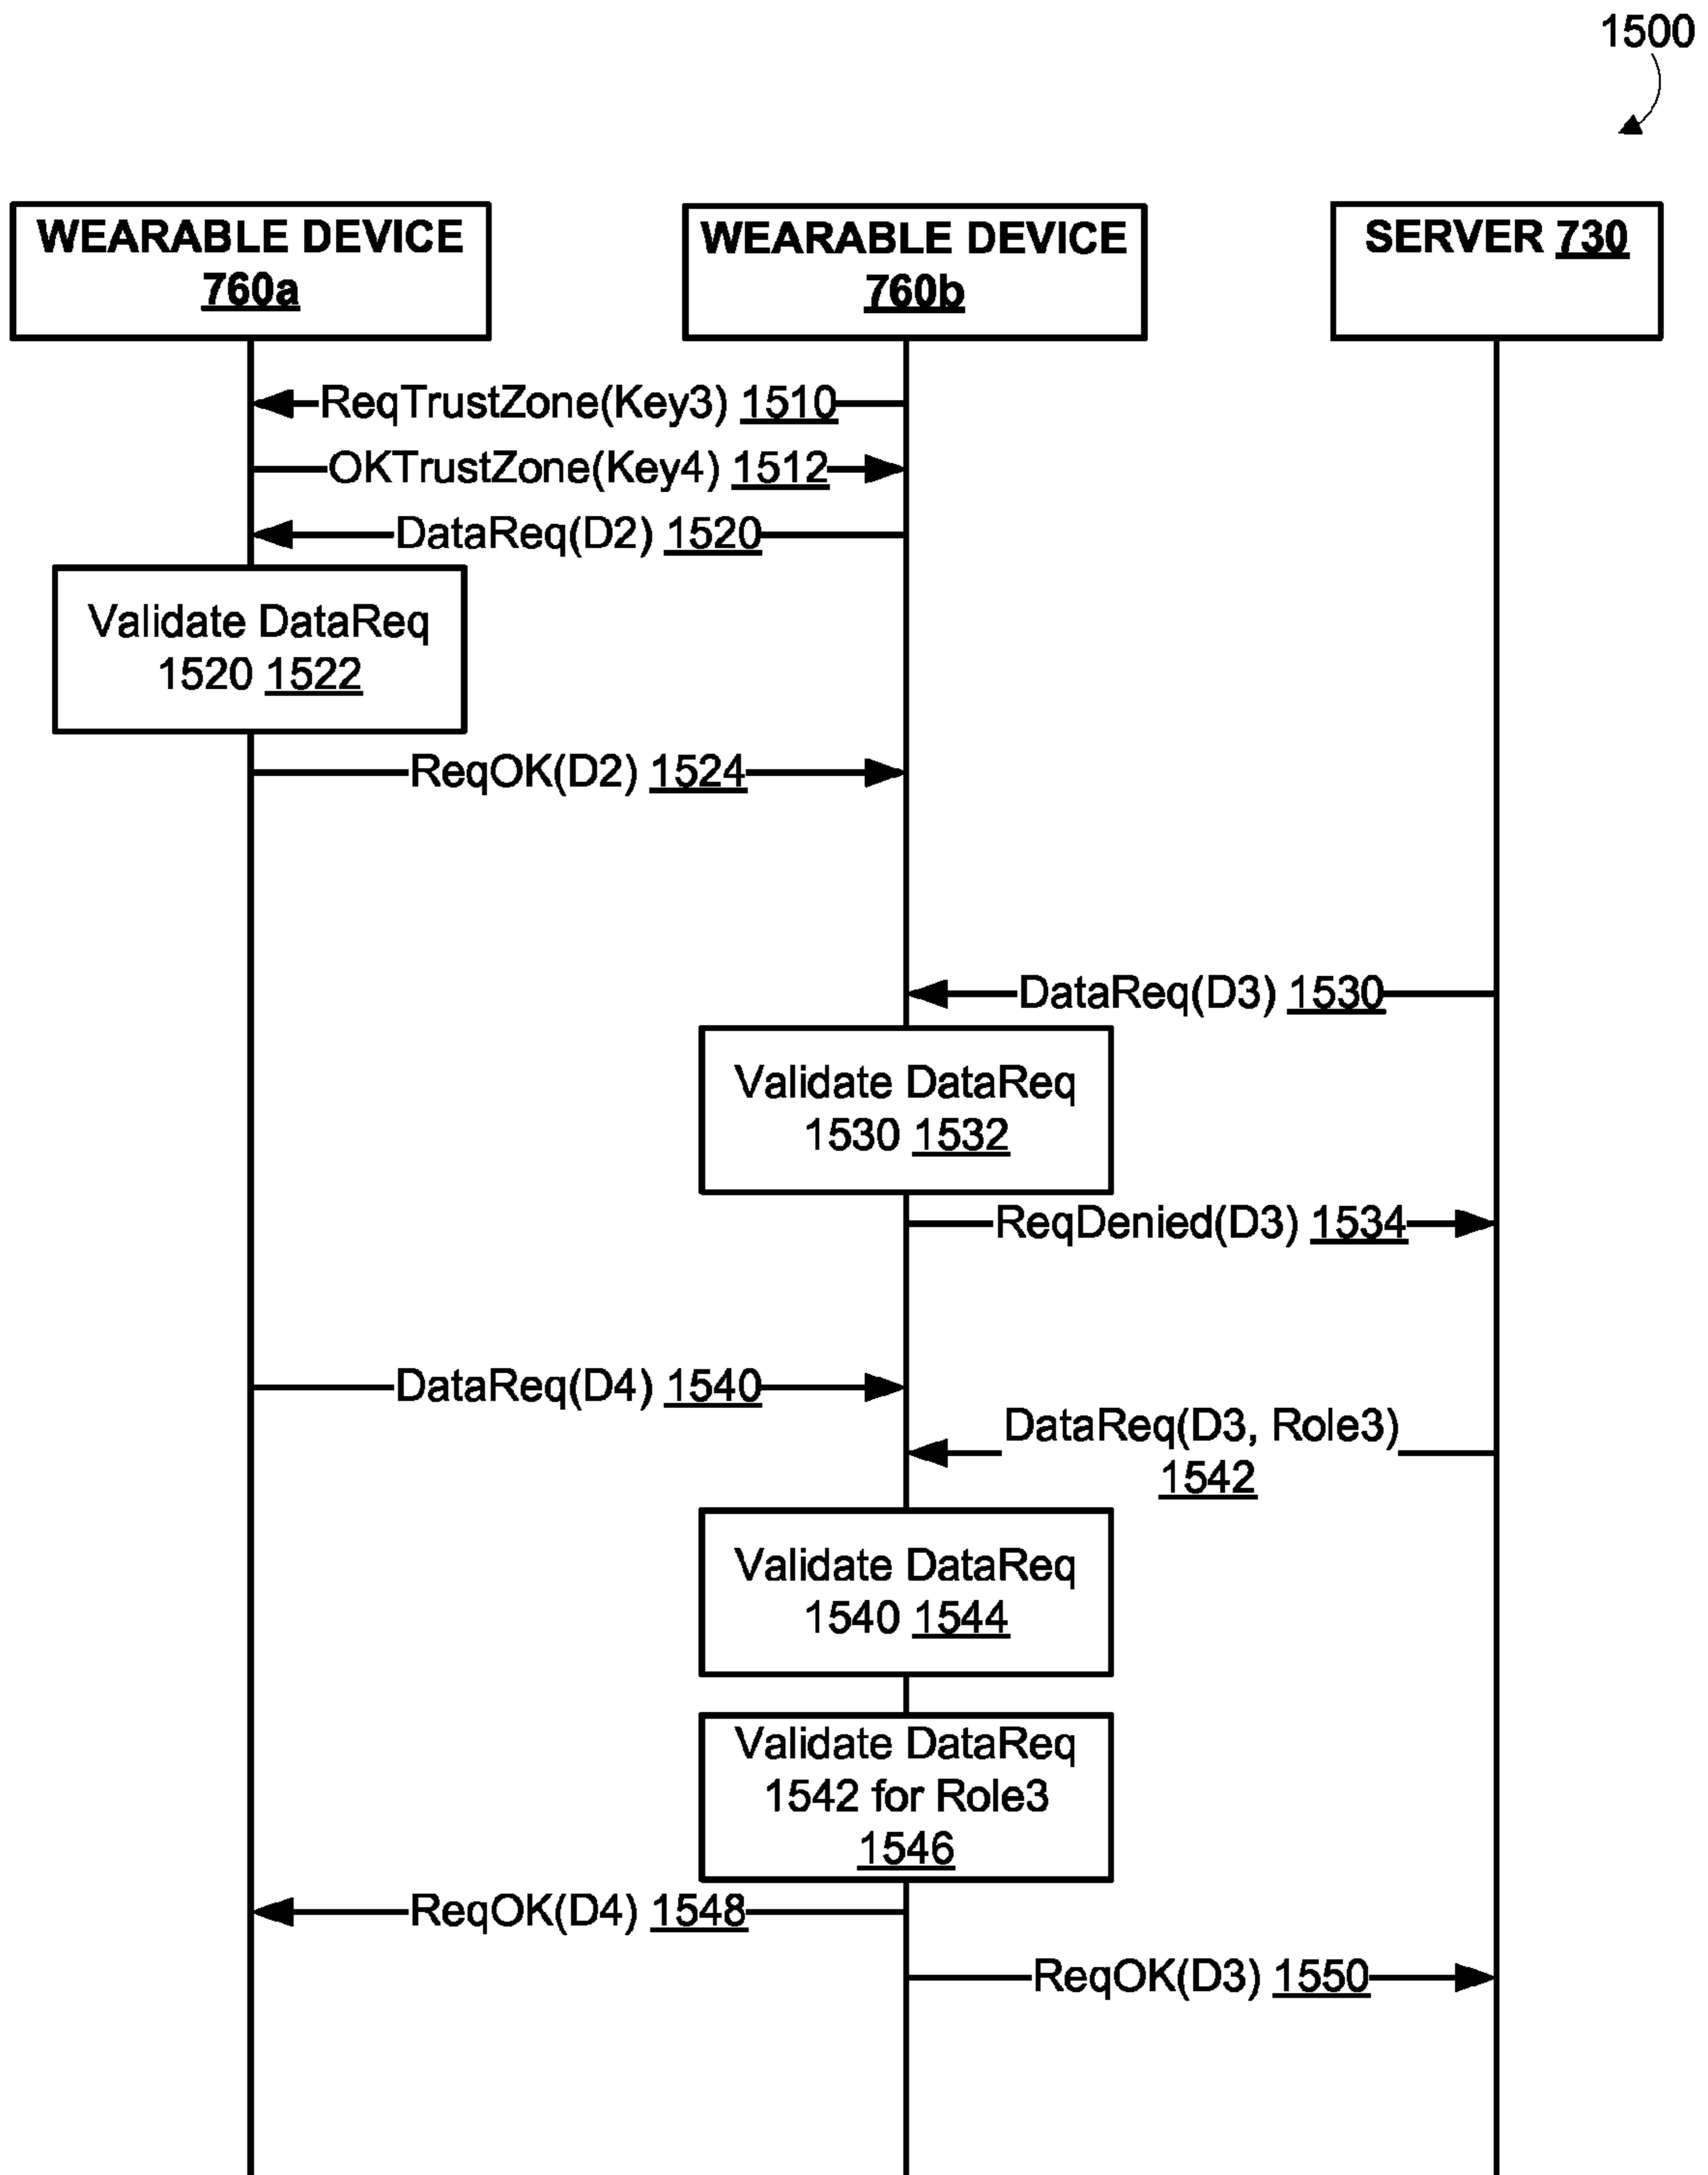 1500
WEARABLE DEVICE
760a
WEARABLE DEVICE
760b
SERVER 730
ReqTrustZone(Key3) 1510
OKTrustZone(Key4) 1512
DataReq(D2) 1520
Validate DataReq
1520 1522
ReqOK(D2) 1524
DataReq(D3) 1530
Validate DataReq
1530 1532
ReqDenied(D3) 1534
DataReq(D4) 1540
DataReq(D3, Role3)
1542
Validate DataReq
1540 1544
Validate DataReq
1542 for Role3
1546
ReqOK(D4) 1548
ReqOK(D3) 1550